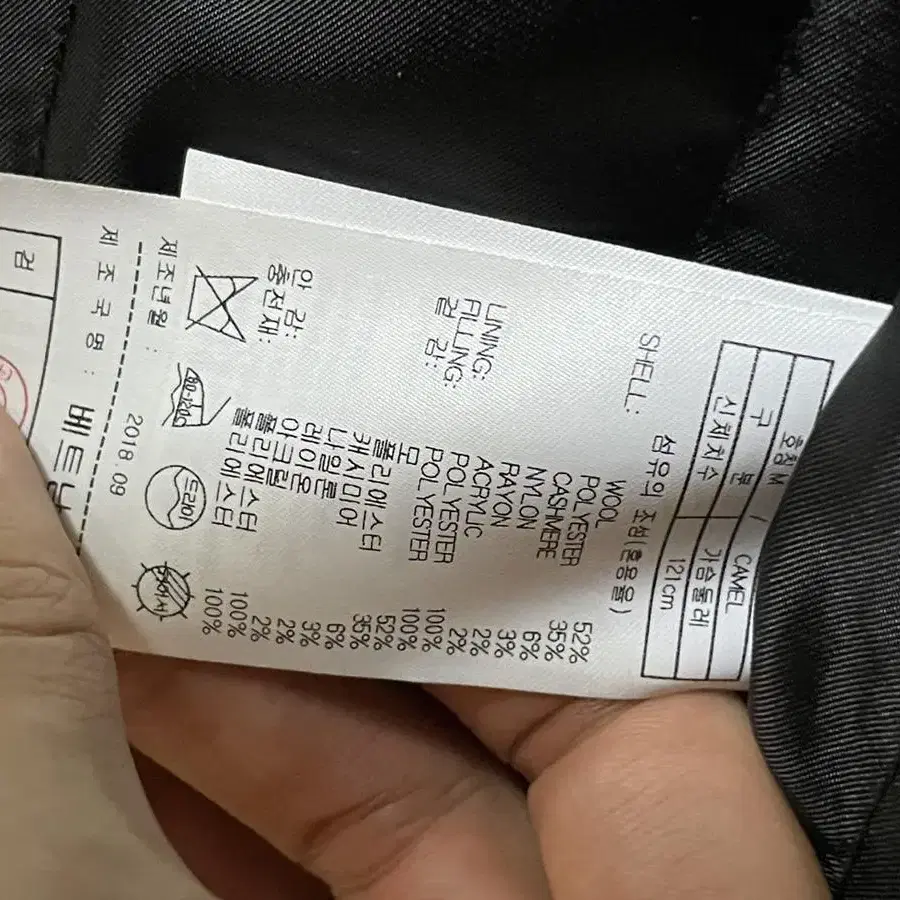 호칭 M / CAMEL
구 분 가슴둘레
신체치수 121cm
섬유의 조성(혼용율)
SHELL: WOOL 52%
POLYESTER 35%
CASHMERE 6%
NYLON 3%
RAYON 2%
ACRYLIC 2%
LINING: POLYESTER 100%
FILLING: POLYESTER 100%
겉 감: 모 52%
폴리에스터 35%
캐시미어 6%
나일론 3%
레이온 2%
아크릴 2%
안 감: 폴리에스터 100%
충전재: 폴리에스터 100%
드라이
제조년월 : 2018.09
제 조 국 명 : 베트남
검